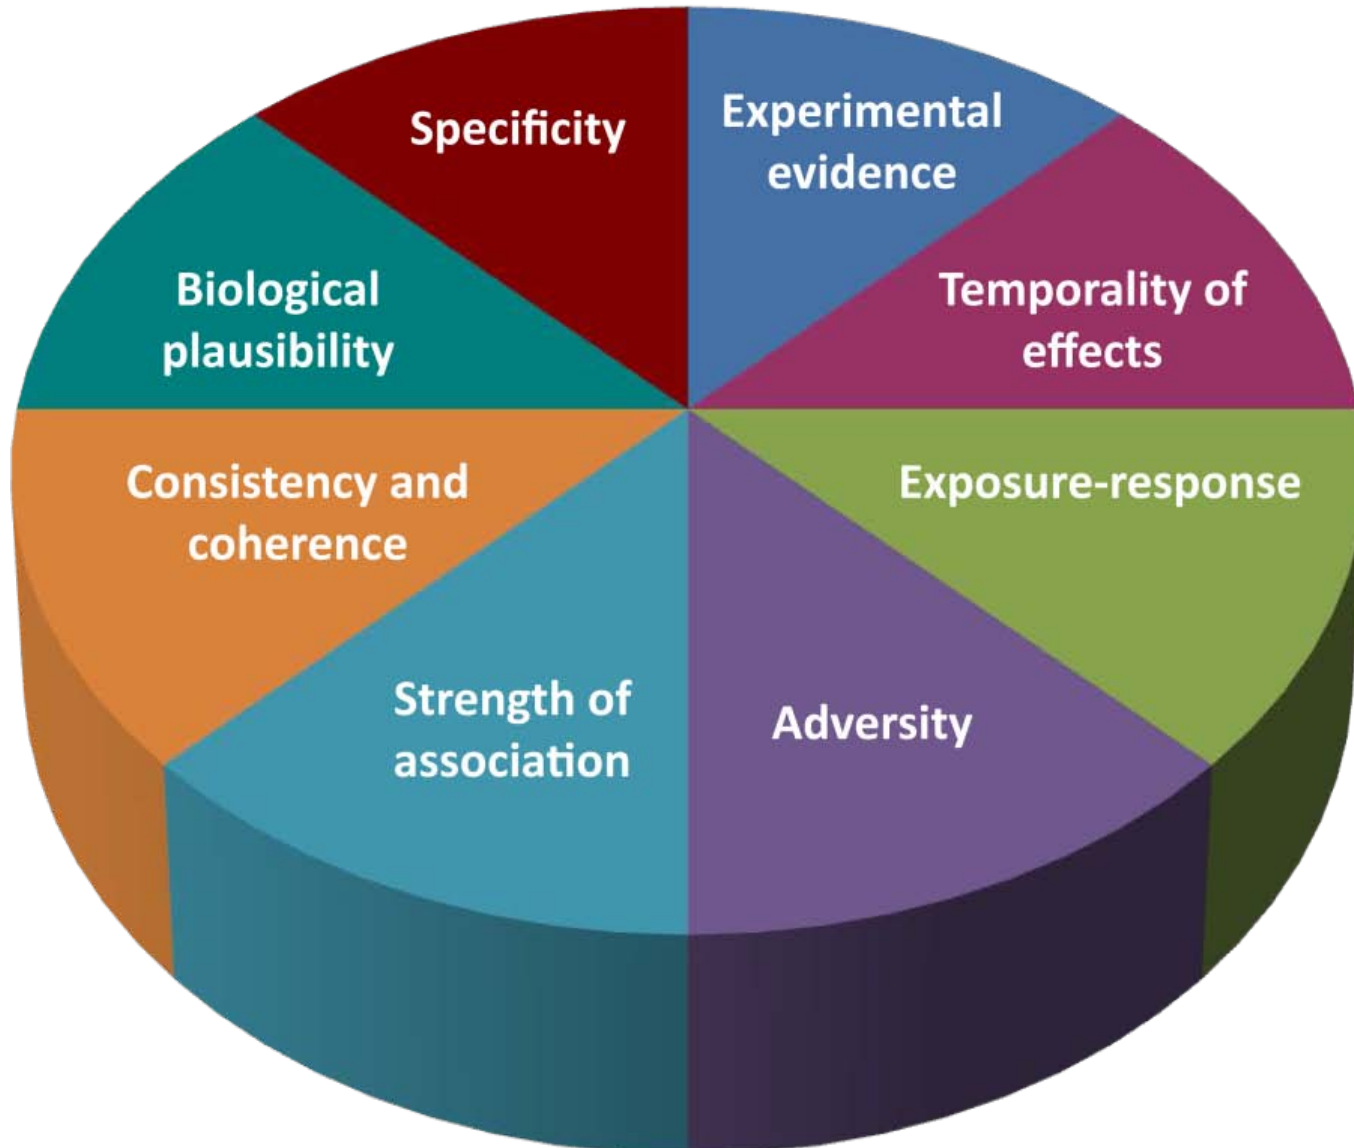 Specificity
Experimental
evidence
Temporality of
effects
Exposure-response
Adversity
Strength of
association
Consistency and
coherence
Biological
plausibility